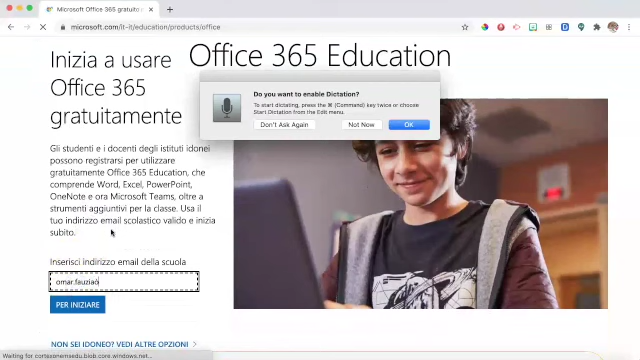 Microsoft Office 365 gratuito p
microsoft.com/it-it/education/products/office
Office 365 Education
Inizia a usare
Office 365
gratuitamente
Do you want to enable Dictation?
To start dictating, press the ⌘ (Command) key twice or choose
Start Dictation from the Edit menu.
Don't Ask Again
Not Now
OK
Gli studenti e i docenti degli istituti idonei
possono registrarsi per utilizzare
gratuitamente Office 365 Education, che
comprende Word, Excel, PowerPoint,
OneNote e ora Microsoft Teams, oltre a
strumenti aggiuntivi per la classe. Usa il
tuo indirizzo email scolastico valido e inizia
subito.
Inserisci indirizzo email della scuola
omar.fauziaò
PER INIZIARE
NON SEI IDONEO? VEDI ALTRE OPZIONI
Waiting for cortexonemsedu.blob.core.windows.net...